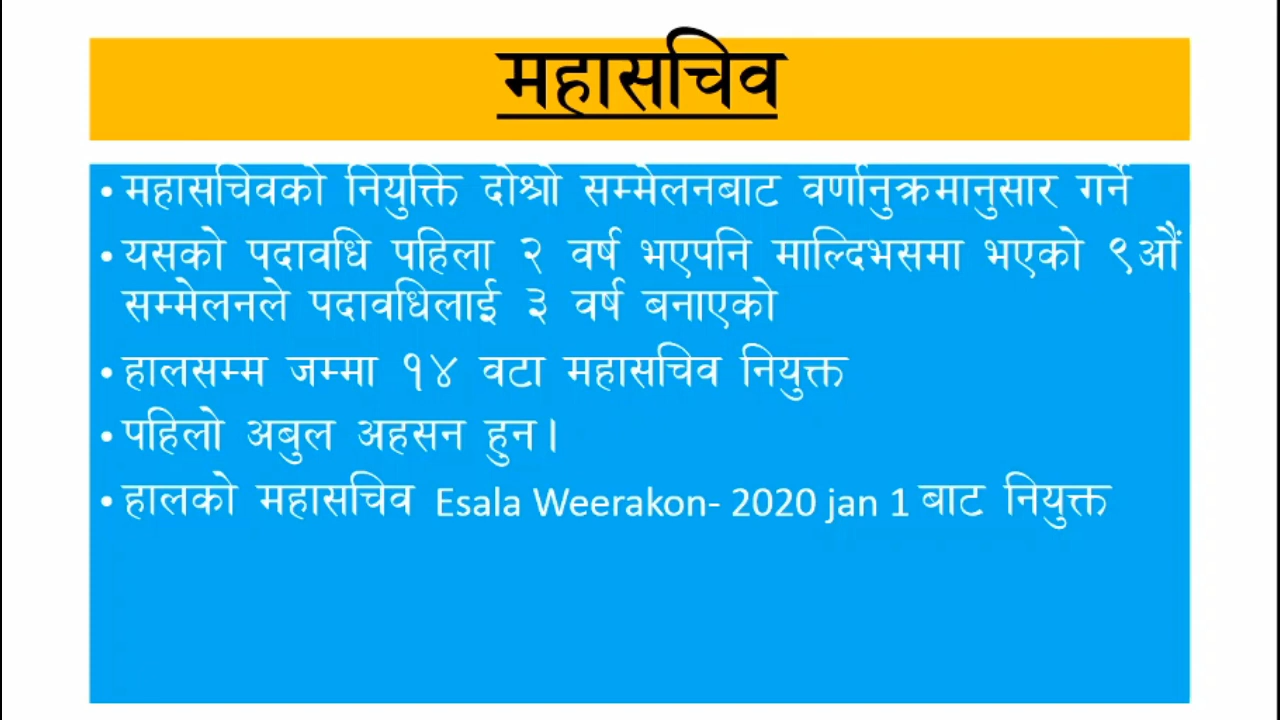 महासचिव
• महासचिवको नियुक्ति दोश्रो सम्मेलनबाट वर्णानुक्रमानुसार गर्ने
• यसको पदावधि पहिला २ वर्ष भएपनि माल्दिभसमा भएको ९औं
सम्मेलनले पदावधिलाई ३ वर्ष बनाएको
• हालसम्म जम्मा १४ वटा महासचिव नियुक्त
• पहिलो अबुल अहसन हुन।
• हालको महासचिव Esala Weerakon- 2020 jan 1 बाट नियुक्त